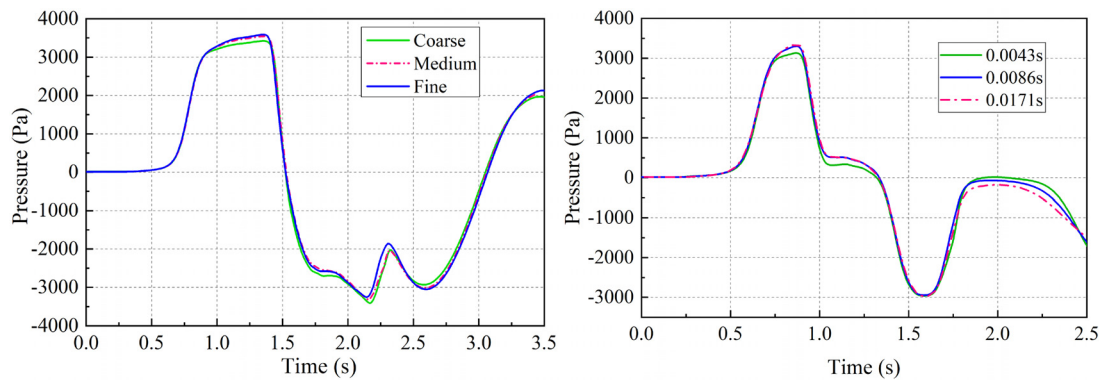 4000
3000
2000
1000
0
-1000
-2000
-3000
-4000
Pressure (Pa)
0.0 0.5 1.0 1.5 2.0 2.5 3.0 3.5
Time (s)
Coarse
Medium
Fine
4000
3000
2000
1000
0
-1000
-2000
-3000
Pressure (Pa)
0.0 0.5 1.0 1.5 2.0 2.5
Time (s)
0.0043s
0.0086s
0.0171s